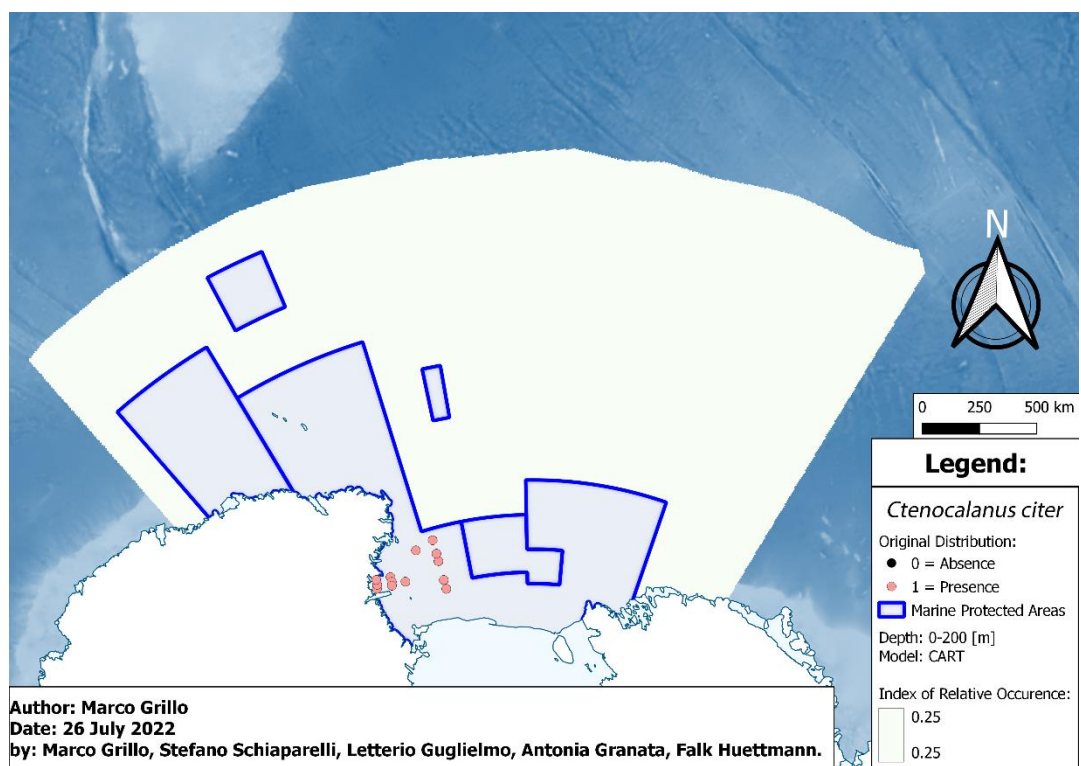 N
0 250 500 km
Legend:
Ctenocalanus citer
Original Distribution:
0 = Absence
1 = Presence
Marine Protected Areas
Depth: 0-200 [m]
Model: CART
Index of Relative Occurence:
0.25
0.25
Author: Marco Grillo
Date: 26 July 2022
by: Marco Grillo, Stefano Schiaparelli, Letterio Guglielmo, Antonia Granata, Falk Huettmann.